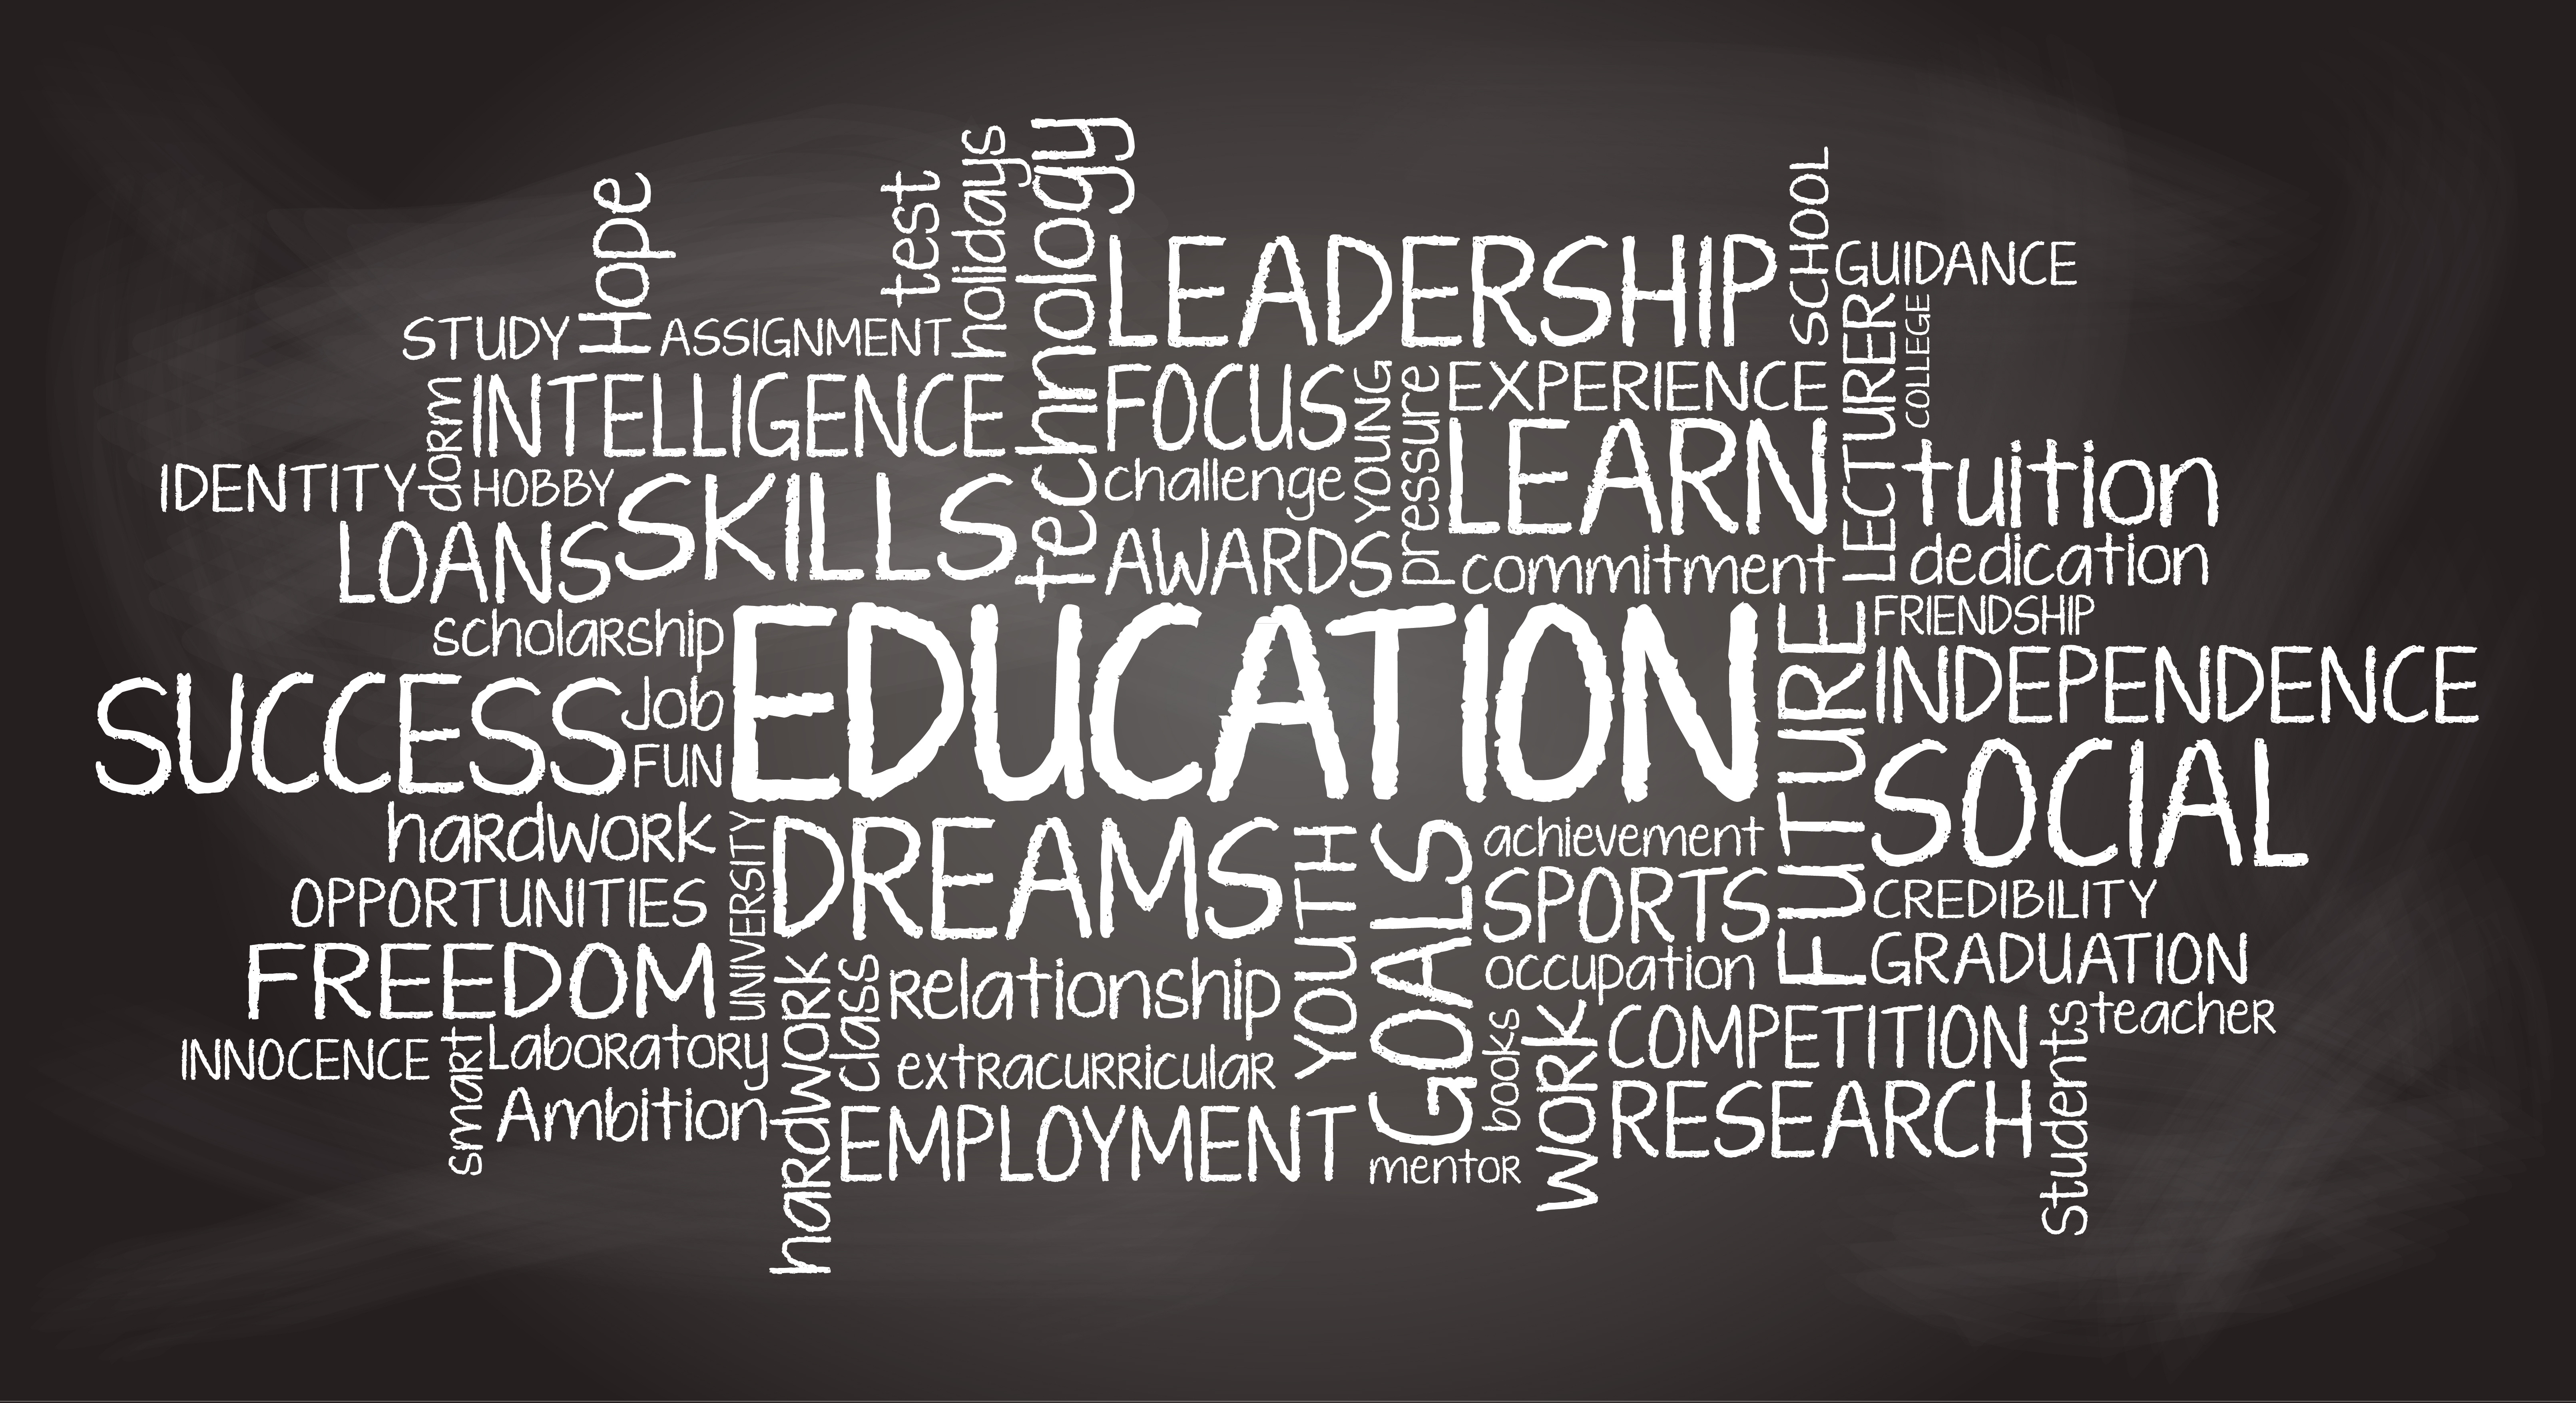 Hope
test
holidays
technology
LEADERSHIP
SCHOOL
GUIDANCE
STUDY
ASSIGNMENT
LECTURER
COLLEGE
dorm
INTELLIGENCE
FOCUS
YOUNG
pressure
EXPERIENCE
IDENTITY
HOBBY
SKILLS
challenge
LEARN
tuition
LOANS
AWARDS
commitment
dedication
scholarship
EDUCATION
FUTURE
FRIENDSHIP
SUCCESS
Job
INDEPENDENCE
FUN
SOCIAL
hardwork
UNIVERSITY
DREAMS
YOUTH
GOALS
achievement
OPPORTUNITIES
SPORTS
CREDIBILITY
FREEDOM
hardwork
class
relationship
occupation
GRADUATION
INNOCENCE
smart
Laboratory
extracurricular
books
WORK
COMPETITION
Students
teacher
Ambition
EMPLOYMENT
mentor
RESEARCH